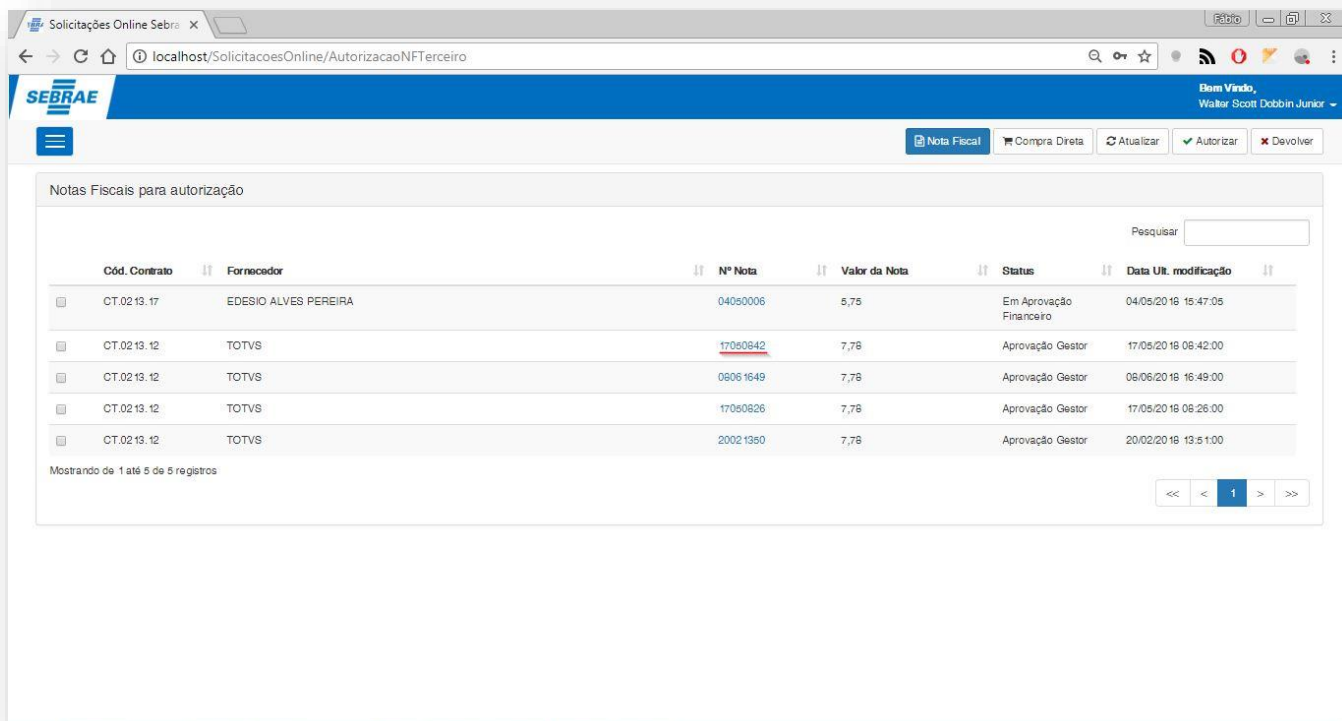 Solicitações Online Sebra
Fábio
localhost/SolicitacoesOnline/AutorizacaoNFTerceiro
SEBRAE
Bem Vindo,
Walter Scott Dobbin Junior
Nota Fiscal Compra Direta Atualizar Autorizar Devolver
Notas Fiscais para autorização
Pesquisar
Cód. Contrato Fornecedor Nº Nota Valor da Nota Status Data Ult. modificação
CT.0213.17 EDESIO ALVES PEREIRA 04050006 5,75 Em Aprovação 04/05/2018 15:47:05
Financeiro
CT.0213.12 TOTVS 17050842 7,78 Aprovação Gestor 17/05/2018 08:42:00
CT.0213.12 TOTVS 08061649 7,78 Aprovação Gestor 08/06/2018 16:49:00
CT.0213.12 TOTVS 17050826 7,78 Aprovação Gestor 17/05/2018 08:26:00
CT.0213.12 TOTVS 20021350 7,78 Aprovação Gestor 20/02/2018 13:51:00
Mostrando de 1 até 5 de 5 registros
<< < 1 > >>